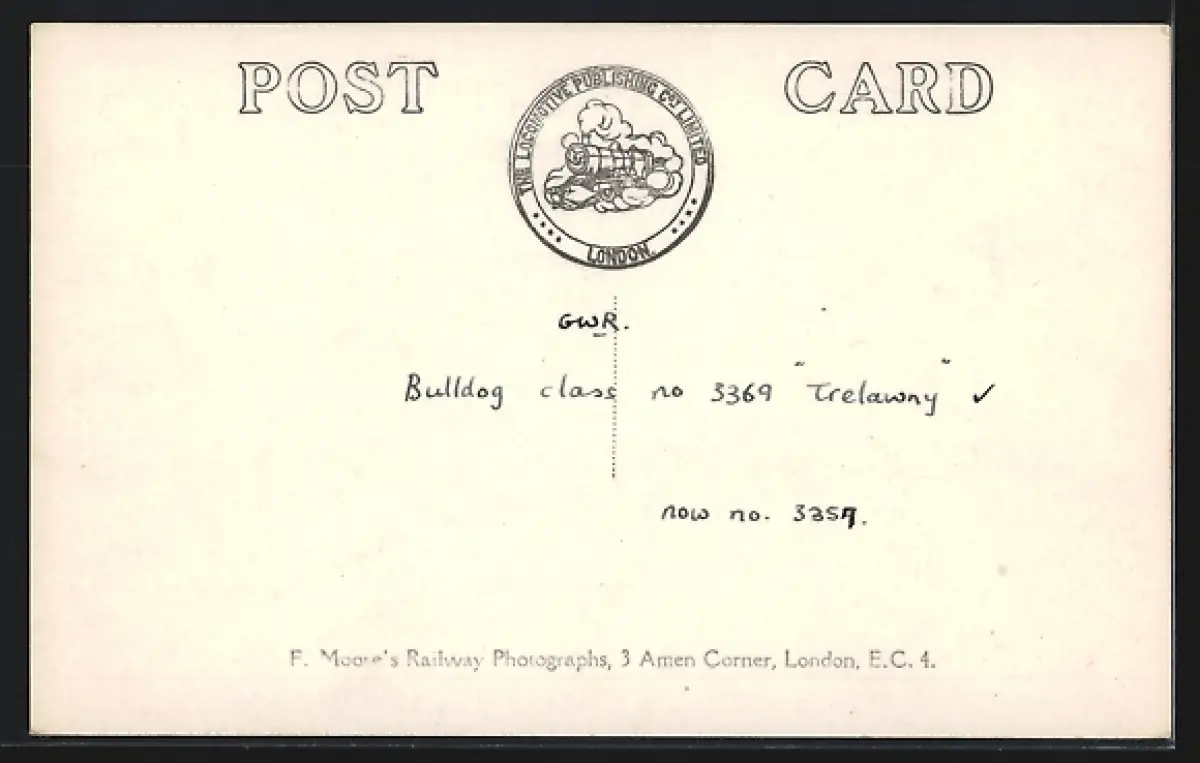 POST CARD
THE LOCOMOTIVE PUBLISHING COY LIMITED
LONDON.
GWR.
Bulldog class no 3369 "Trelawny" ✓
now no. 3357.
F. Moore's Railway Photographs, 3 Amen Corner, London, E.C. 4.